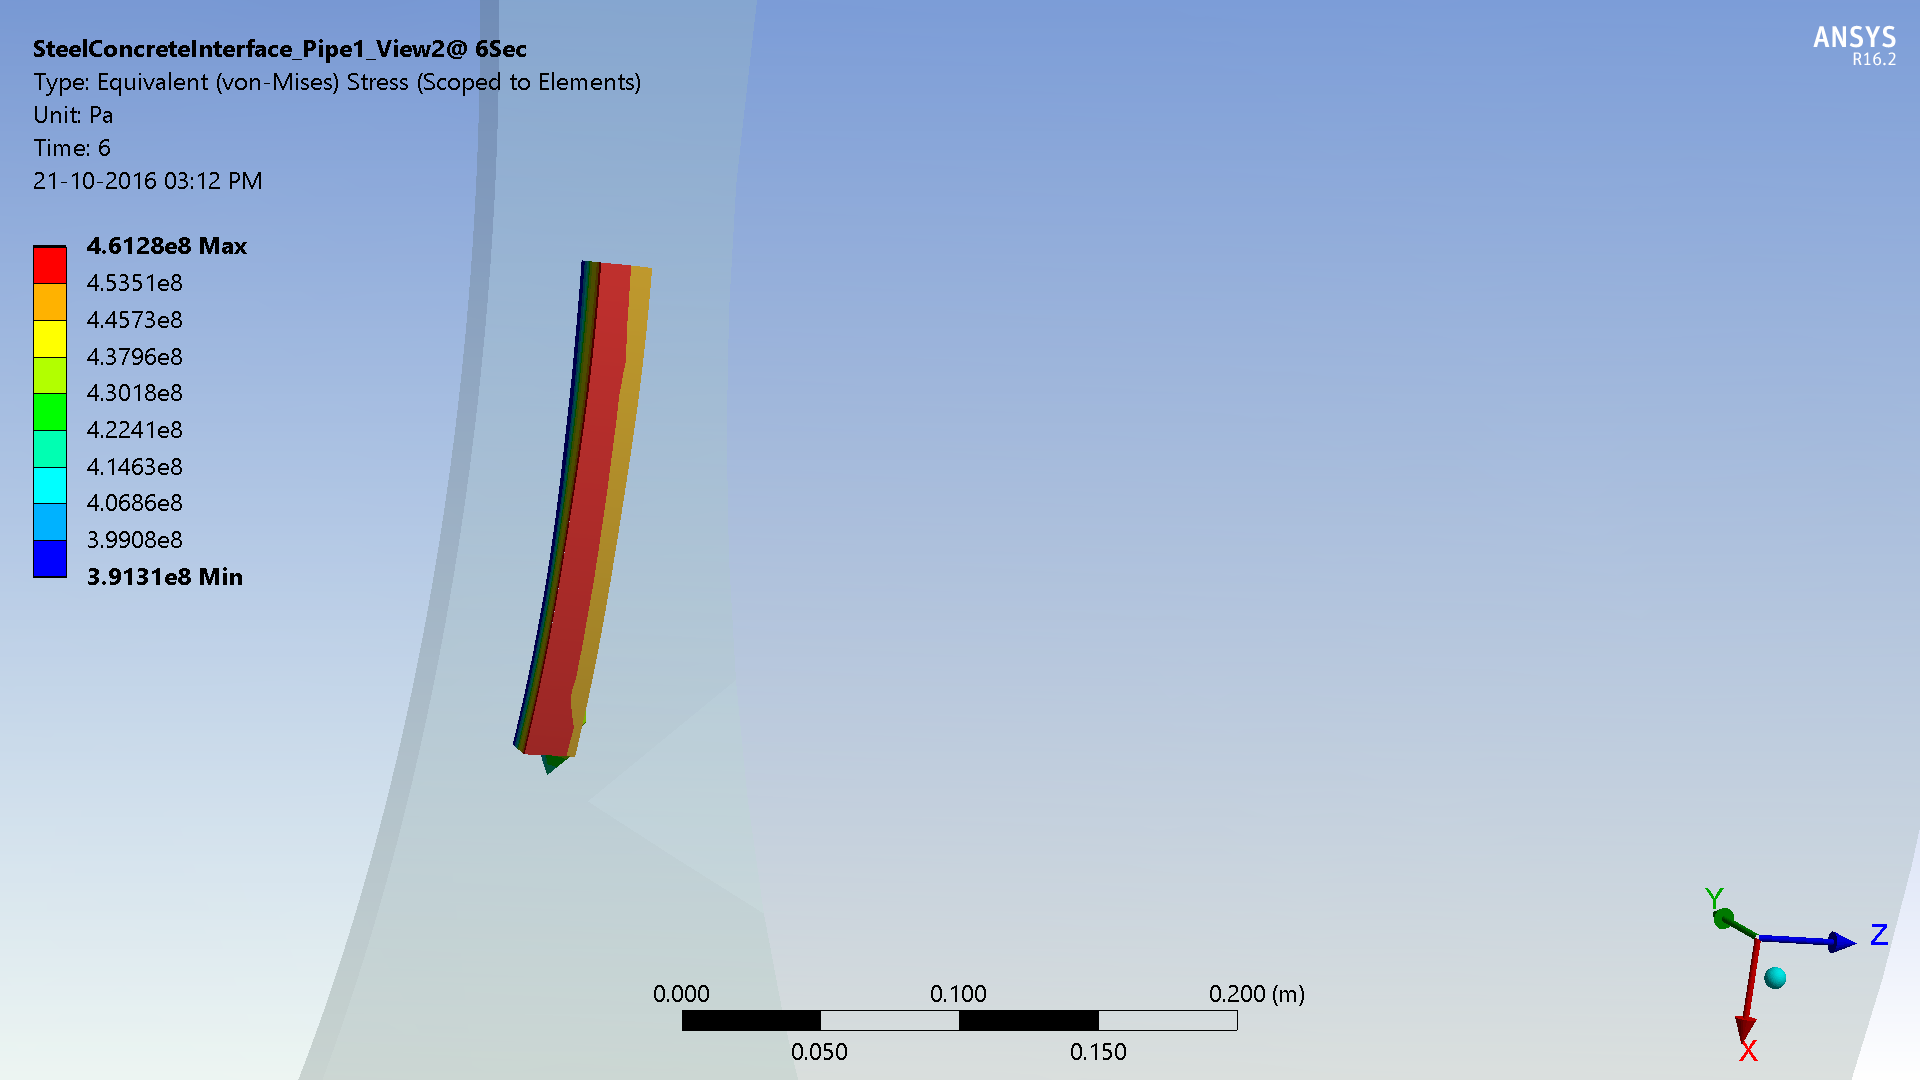 SteelConcreteInterface_Pipe1_View2@ 6Sec
Type: Equivalent (von-Mises) Stress (Scoped to Elements)
Unit: Pa
Time: 6
21-10-2016 03:12 PM
ANSYS
R16.2
4.6128e8 Max
4.5351e8
4.4573e8
4.3796e8
4.3018e8
4.2241e8
4.1463e8
4.0686e8
3.9908e8
3.9131e8 Min
Y
Z
X
0.000 0.100 0.200 (m)
0.050 0.150